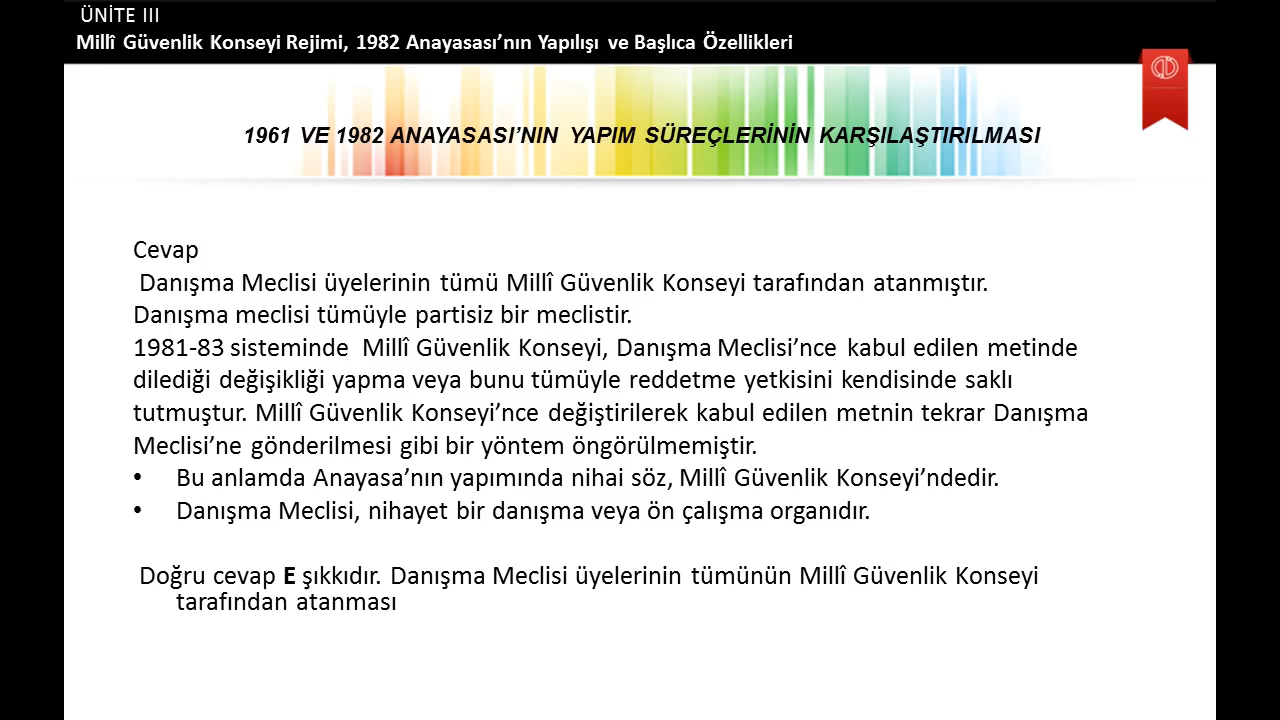 ÜNİTE III
Millî Güvenlik Konseyi Rejimi, 1982 Anayasası’nın Yapılışı ve Başlıca Özellikleri
1961 VE 1982 ANAYASASI’NIN YAPIM SÜREÇLERİNİN KARŞILAŞTIRILMASI
Cevap
Danışma Meclisi üyelerinin tümü Millî Güvenlik Konseyi tarafından atanmıştır.
Danışma meclisi tümüyle partisiz bir meclistir.
1981-83 sisteminde Millî Güvenlik Konseyi, Danışma Meclisi’nce kabul edilen metinde
dilediği değişikliği yapma veya bunu tümüyle reddetme yetkisini kendisinde saklı
tutmuştur. Millî Güvenlik Konseyi’nce değiştirilerek kabul edilen metnin tekrar Danışma
Meclisi’ne gönderilmesi gibi bir yöntem öngörülmemiştir.
• Bu anlamda Anayasa’nın yapımında nihai söz, Millî Güvenlik Konseyi’ndedir.
• Danışma Meclisi, nihayet bir danışma veya ön çalışma organıdır.
Doğru cevap E şıkkıdır. Danışma Meclisi üyelerinin tümünün Millî Güvenlik Konseyi
tarafından atanması